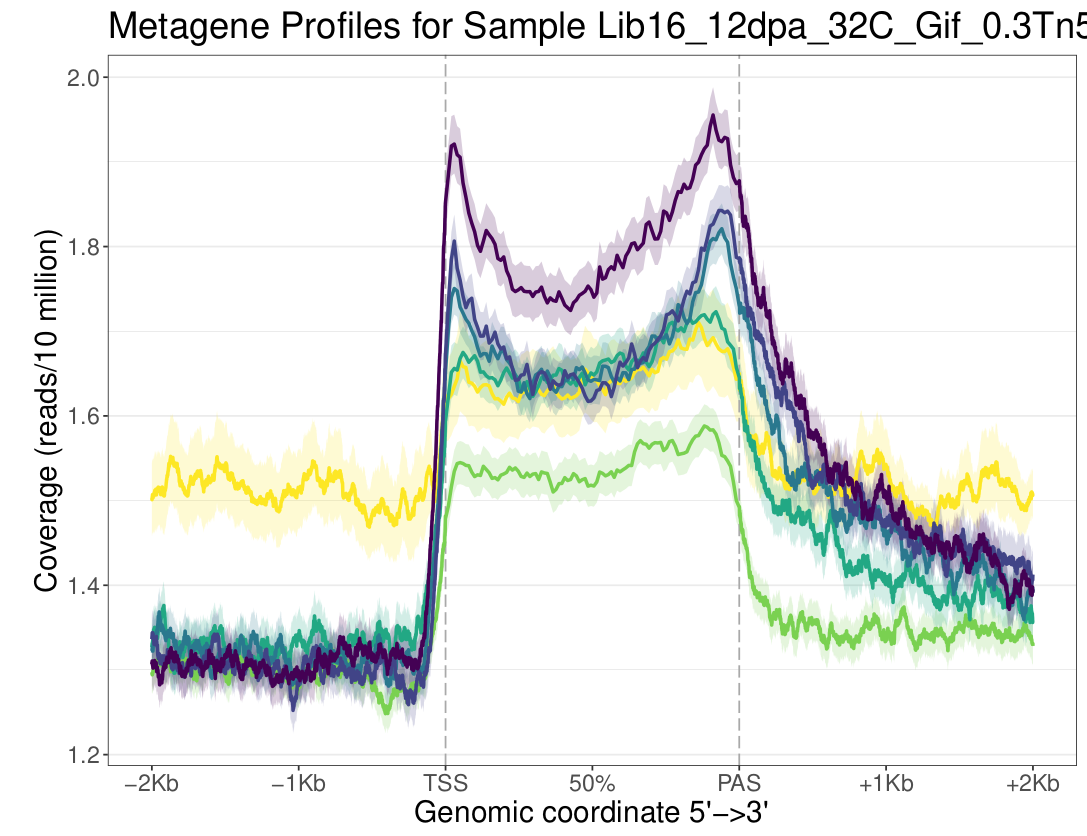 Metagene Profiles for Sample Lib16_12dpa_32C_Gif_0.3Tn5
2.0
1.8
1.6
1.4
1.2
Coverage (reads/10 million)
−2Kb −1Kb TSS 50% PAS +1Kb +2Kb
Genomic coordinate 5'−>3'